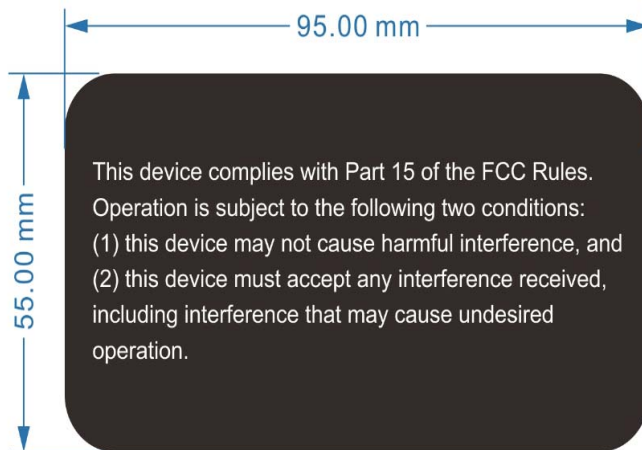 95.00 mm
55.00 mm
This device complies with Part 15 of the FCC Rules.
Operation is subject to the following two conditions:
(1) this device may not cause harmful interference, and
(2) this device must accept any interference received,
including interference that may cause undesired
operation.